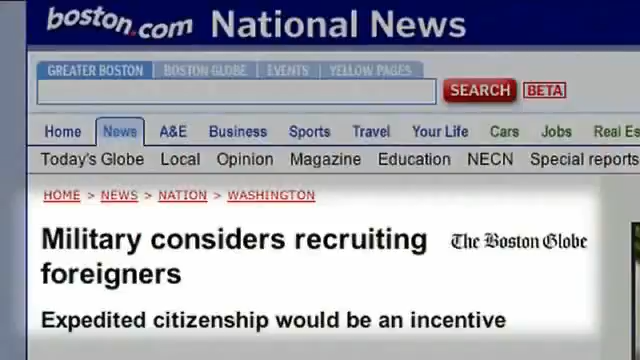 boston.com National News
GREATER BOSTON BOSTON GLOBE EVENTS YELLOW PAGES
SEARCH BETA
Home News A&E Business Sports Travel Your Life Cars Jobs Real Es
Today's Globe Local Opinion Magazine Education NECN Special reports
HOME > NEWS > NATION > WASHINGTON
Military considers recruiting The Boston Globe
foreigners
Expedited citizenship would be an incentive